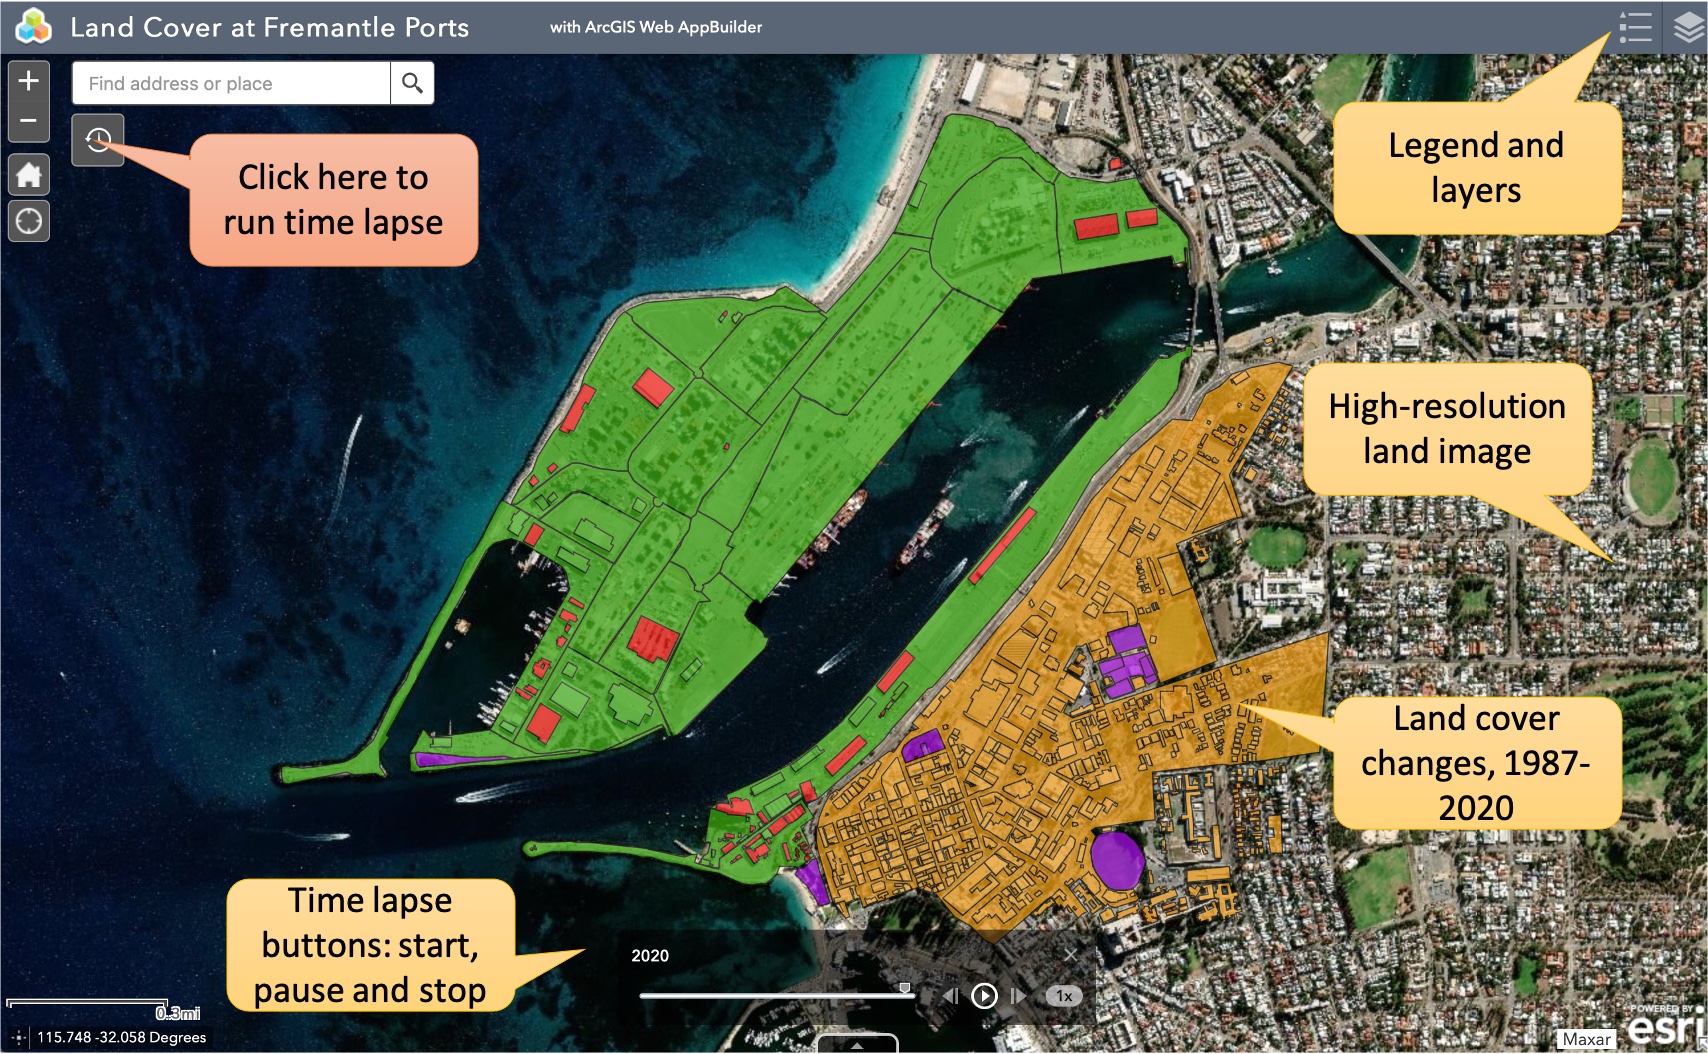 Land Cover at Fremantle Ports
with ArcGIS Web AppBuilder
+
Find address or place
−
Click here to
run time lapse
Legend and
layers
High-resolution
land image
Land cover
changes, 1987-
2020
Time lapse
buttons: start,
pause and stop
2020
1x
0.3mi
115.748 -32.058 Degrees
POWERED BY
esri
Maxar